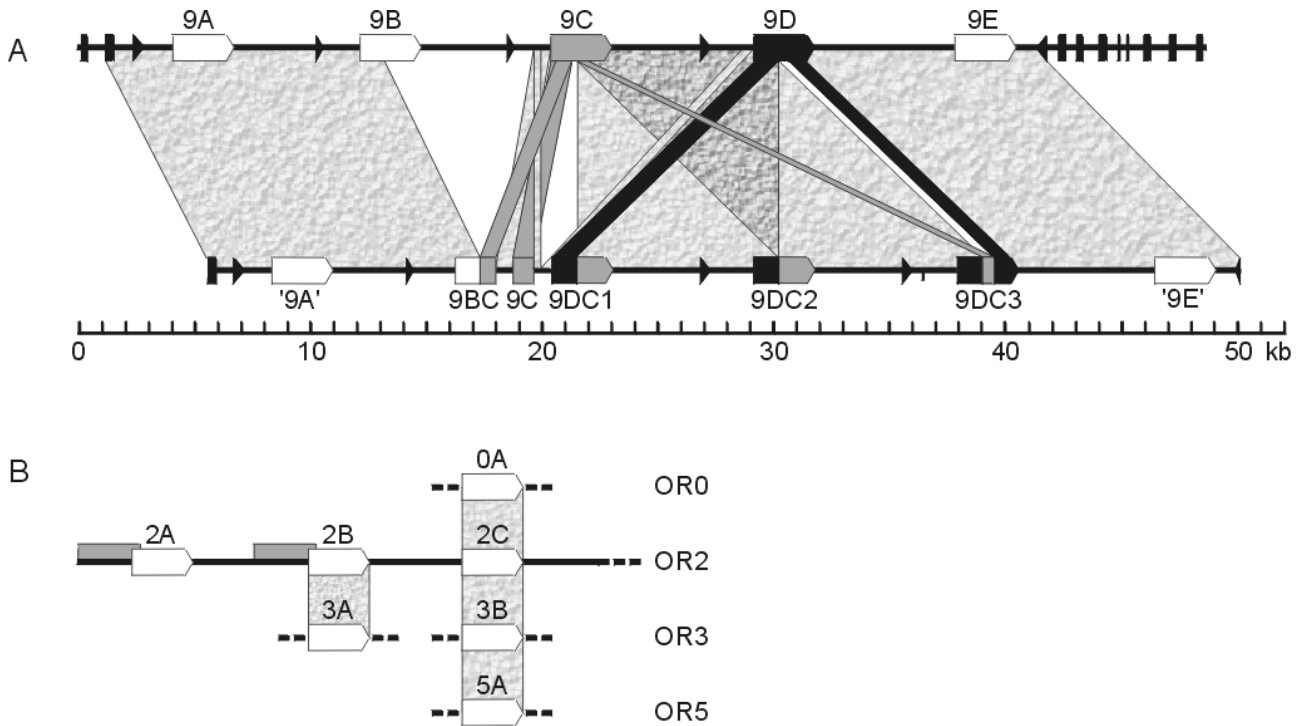 9A 9B 9C 9D 9E
A
'9A' 9BC 9C 9DC1 9DC2 9DC3 '9E'
0 10 20 30 40 50 kb
B
0A OR0
2A 2B 2C OR2
3A 3B OR3
5A OR5